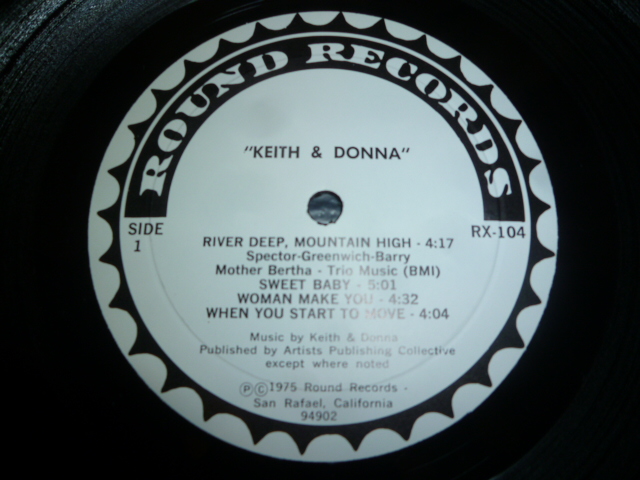 ROUND RECORDS
"KEITH & DONNA"
SIDE
1
RX-104
RIVER DEEP, MOUNTAIN HIGH - 4:17
Spector-Greenwich-Barry
Mother Bertha - Trio Music (BMI)
SWEET BABY - 5:01
WOMAN MAKE YOU - 4:32
WHEN YOU START TO MOVE - 4:04
Music by Keith & Donna
Published by Artists Publishing Collective
except where noted
ⓅⒸ1975 Round Records -
San Rafael, California
94902